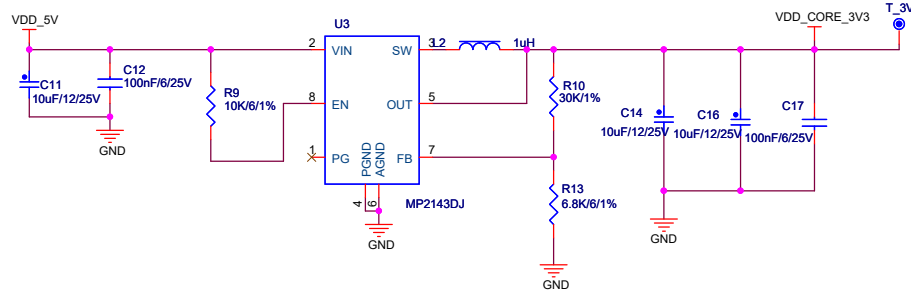 VDD_5V
U3
VDD_CORE_3V3
T_3V
2
VIN
SW
3
L2
1uH
C11
10uF/12/25V
C12
100nF/6/25V
R9
10K/6/1%
8
EN
OUT
5
R10
30K/1%
C14
10uF/12/25V
C16
10uF/12/25V
C17
100nF/6/25V
GND
1
PG
PGND
AGND
FB
7
4
6
MP2143DJ
R13
6.8K/6/1%
GND
GND
GND